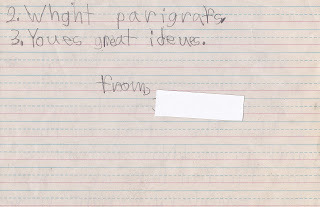 2. Whght parigrafs.
3. Youes great ideues.
from,